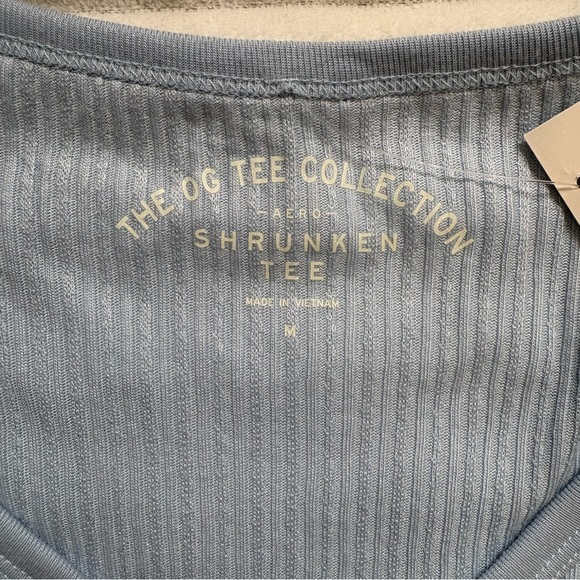 THE OG TEE COLLECTION
-AERO-
SHRUNKEN
TEE
MADE IN VIETNAM
M